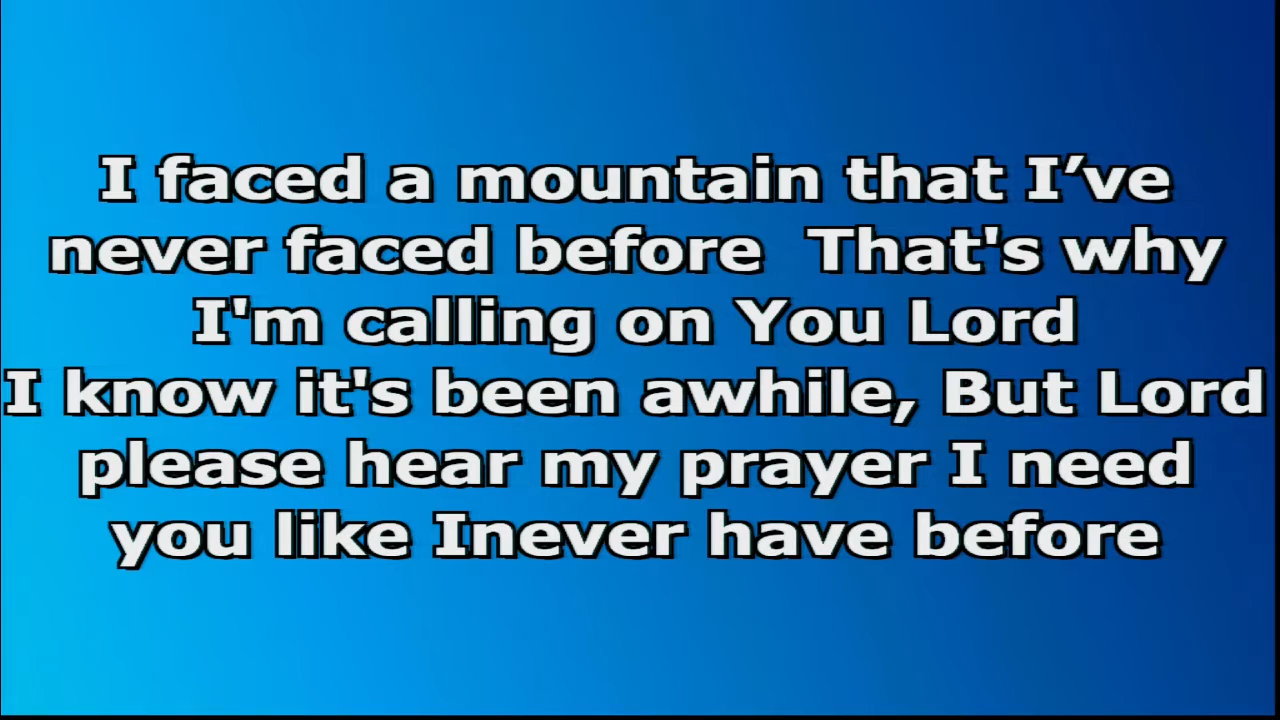 I faced a mountain that I’ve
never faced before  That's why
I'm calling on You Lord
I know it's been awhile, But Lord
please hear my prayer I need
you like Inever have before